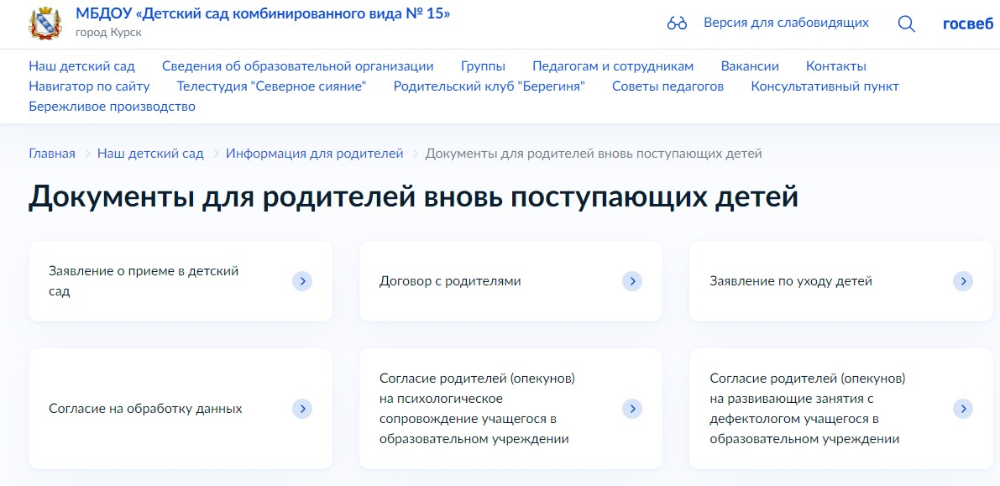 МБДОУ «Детский сад комбинированного вида № 15»
город Курск
Версия для слабовидящих
госвеб
Наш детский сад Сведения об образовательной организации Группы Педагогам и сотрудникам Вакансии Контакты
Навигатор по сайту Телестудия "Северное сияние" Родительский клуб "Берегиня" Советы педагогов Консультативный пункт
Бережливое производство
Главная Наш детский сад Информация для родителей Документы для родителей вновь поступающих детей
Документы для родителей вновь поступающих детей
Заявление о приеме в детский
сад
Договор с родителями
Заявление по уходу детей
Согласие на обработку данных
Согласие родителей (опекунов)
на психологическое
сопровождение учащегося в
образовательном учреждении
Согласие родителей (опекунов)
на развивающие занятия с
дефектологом учащегося в
образовательном учреждении